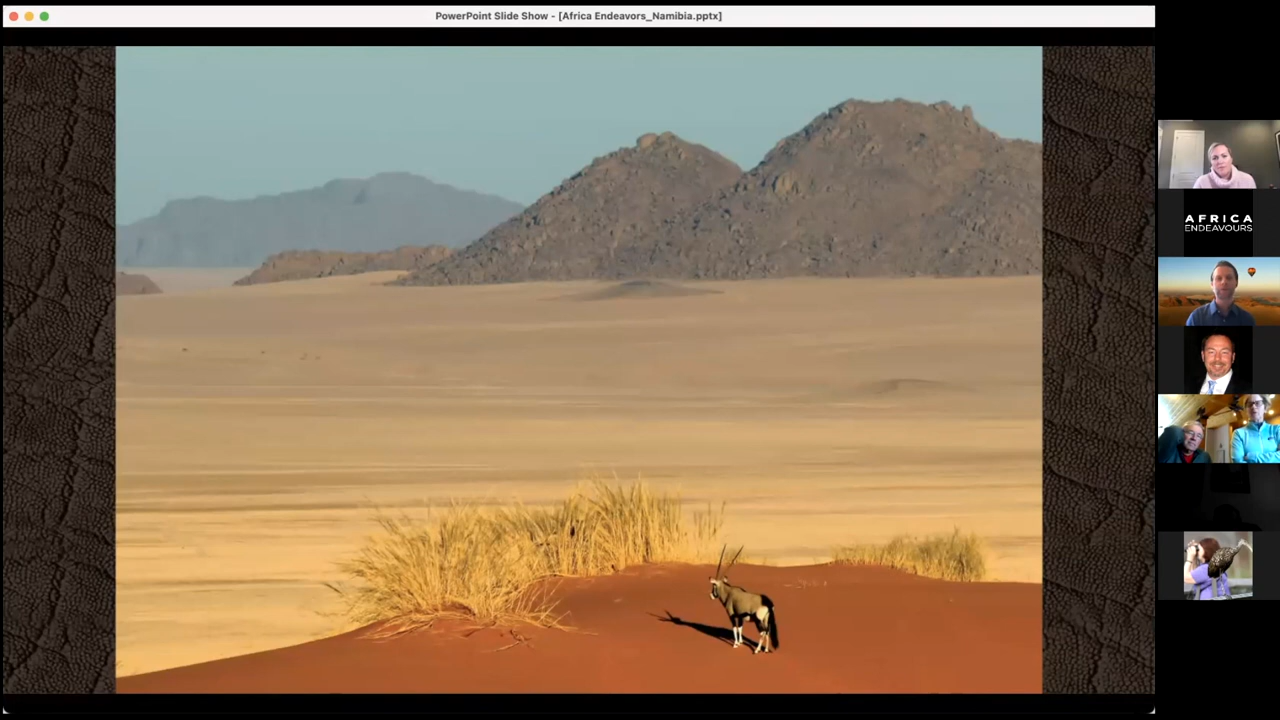 PowerPoint Slide Show - [Africa Endeavors_Namibia.pptx]
AFRICA
ENDEAVOURS